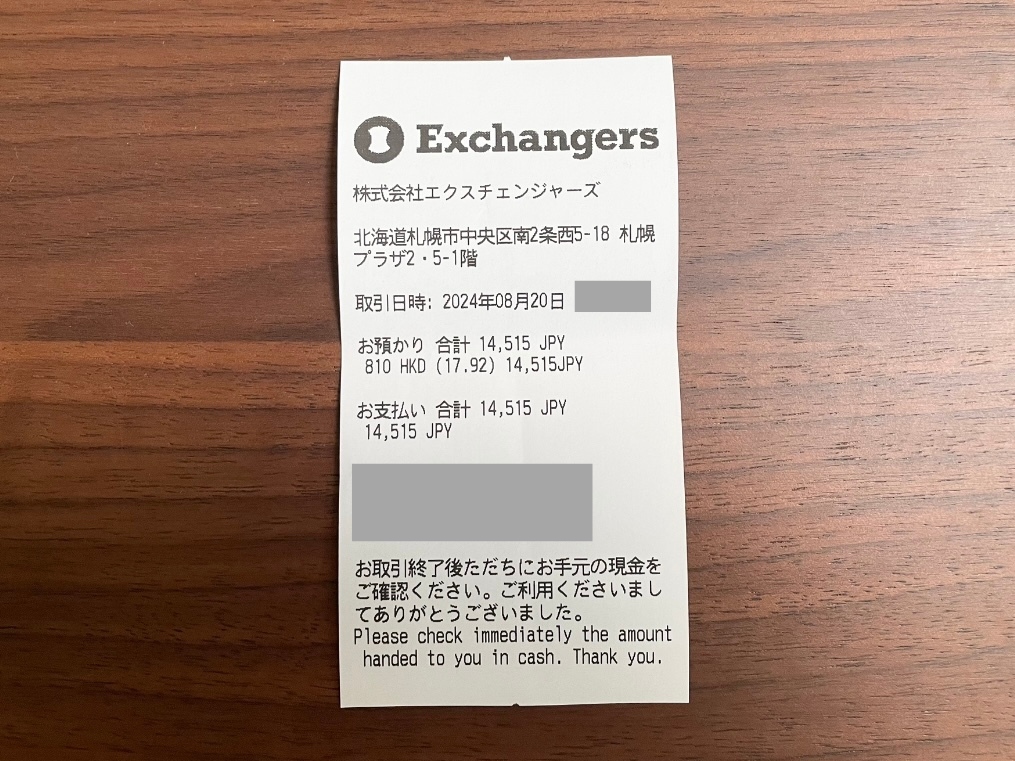 Exchangers
株式会社エクスチェンジャーズ
北海道札幌市中央区南2条西5-18 札幌
プラザ2・5-1階
取引日時: 2024年08月20日
お預かり 合計 14,515 JPY
810 HKD (17.92) 14,515JPY
お支払い 合計 14,515 JPY
14,515 JPY
お取引終了後ただちにお手元の現金を
ご確認ください。ご利用くださいまし
てありがとうございました。
Please check immediately the amount
handed to you in cash. Thank you.